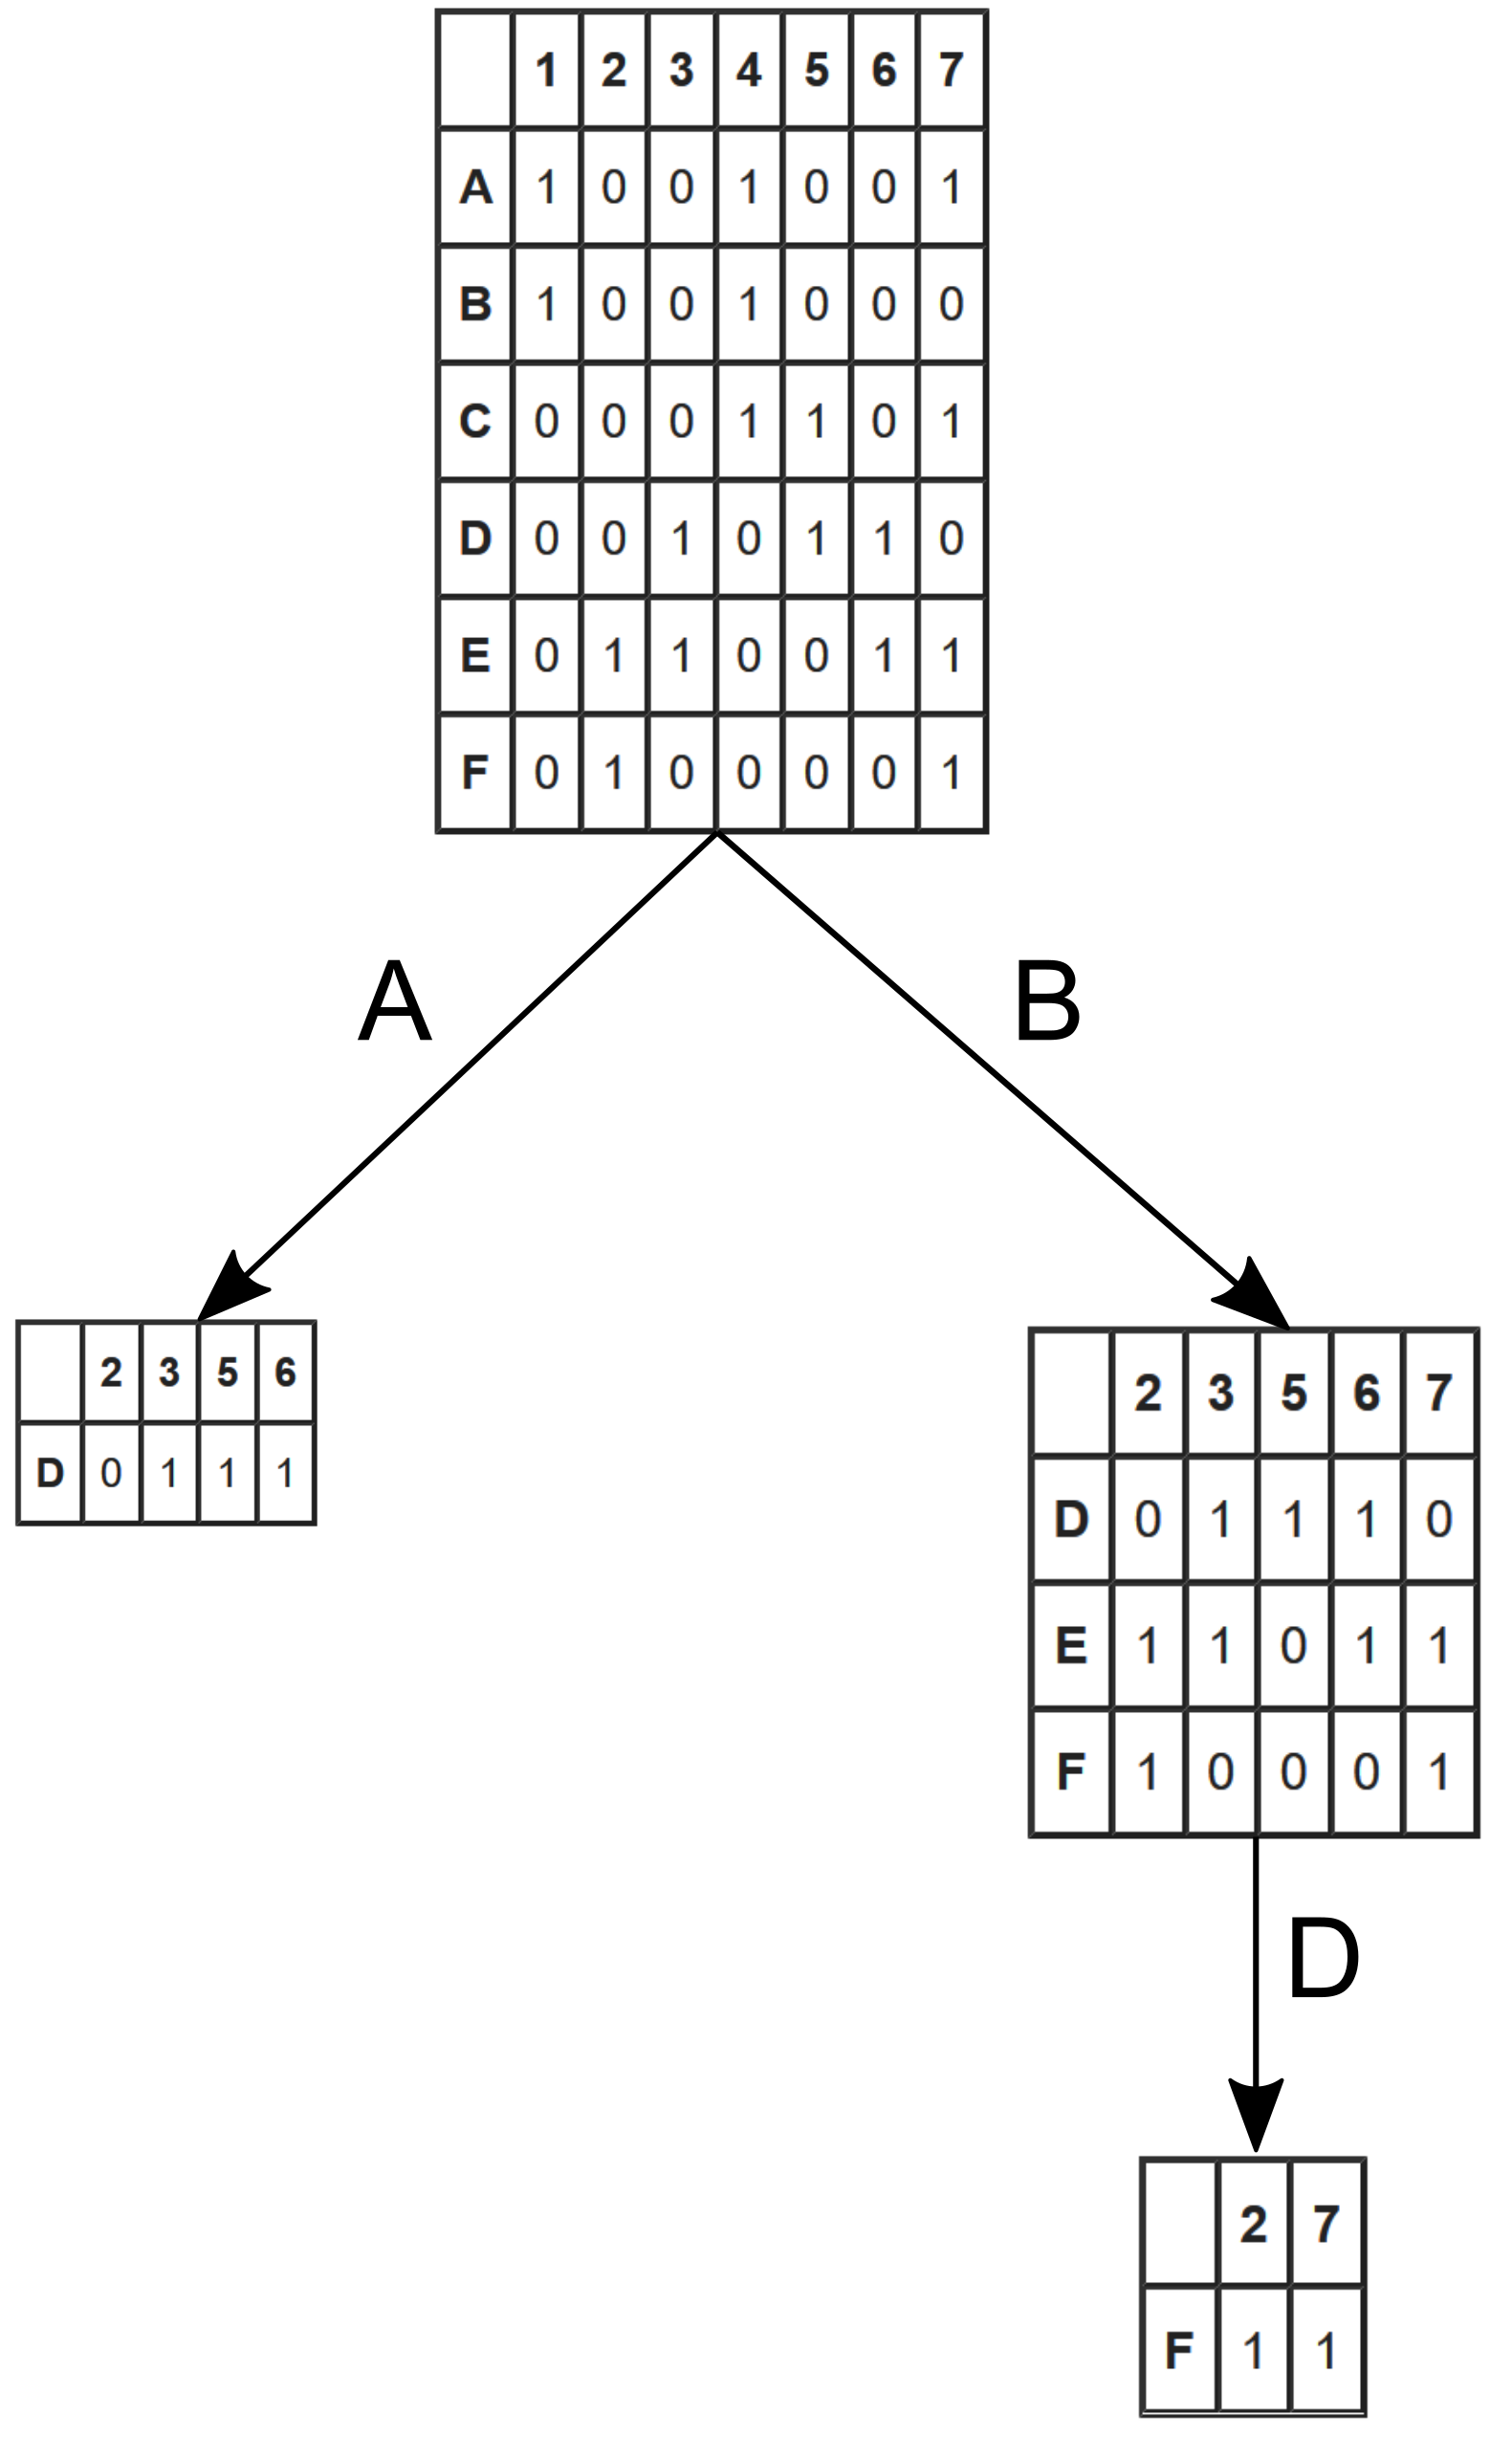 1 2 3 4 5 6 7
A 1 0 0 1 0 0 1
B 1 0 0 1 0 0 0
C 0 0 0 1 1 0 1
D 0 0 1 0 1 1 0
E 0 1 1 0 0 1 1
F 0 1 0 0 0 0 1
A
B
2 3 5 6
D 0 1 1 1
2 3 5 6 7
D 0 1 1 1 0
E 1 1 0 1 1
F 1 0 0 0 1
D
2 7
F 1 1